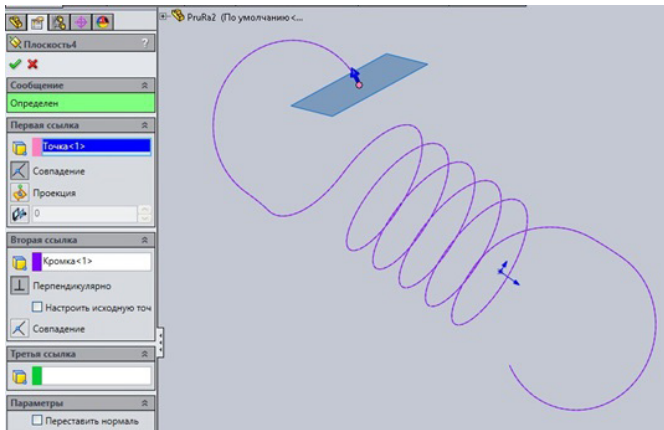 PruRa2 (По умолчанию<...
Плоскость4 ?
Сообщение
Определен
Первая ссылка
Точка<1>
Совпадение
Проекция
0
Вторая ссылка
Кромка<1>
Перпендикулярно
Настроить исходную точ
Совпадение
Третья ссылка
Параметры
Переставить нормаль